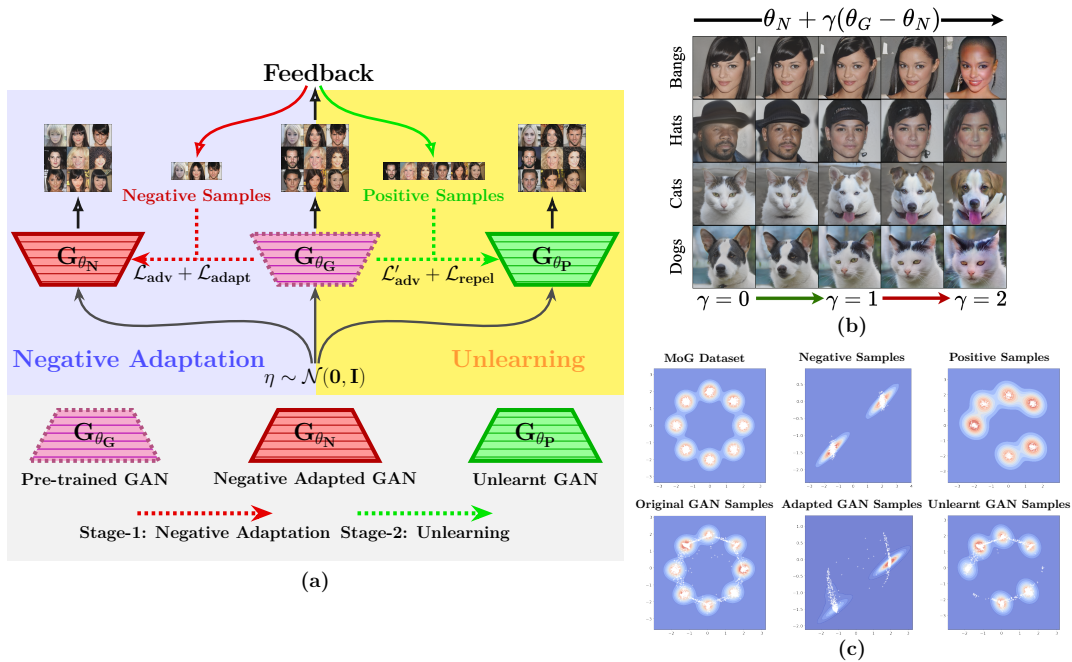 Feedback
Negative Samples
Positive Samples
G_{θ_N}
G_{θ_G}
G_{θ_P}
ℒ_adv + ℒ_adapt
ℒ′_adv + ℒ_repel
Negative Adaptation
Unlearning
η ∼ 𝒩(0, I)
G_{θ_G}
G_{θ_N}
G_{θ_P}
Pre-trained GAN
Negative Adapted GAN
Unlearnt GAN
Stage-1: Negative Adaptation
Stage-2: Unlearning
(a)
θ_N + γ(θ_G − θ_N)
Bangs
Hats
Cats
Dogs
γ = 0
γ = 1
γ = 2
(b)
MoG Dataset
Negative Samples
Positive Samples
Original GAN Samples
Adapted GAN Samples
Unlearnt GAN Samples
(c)